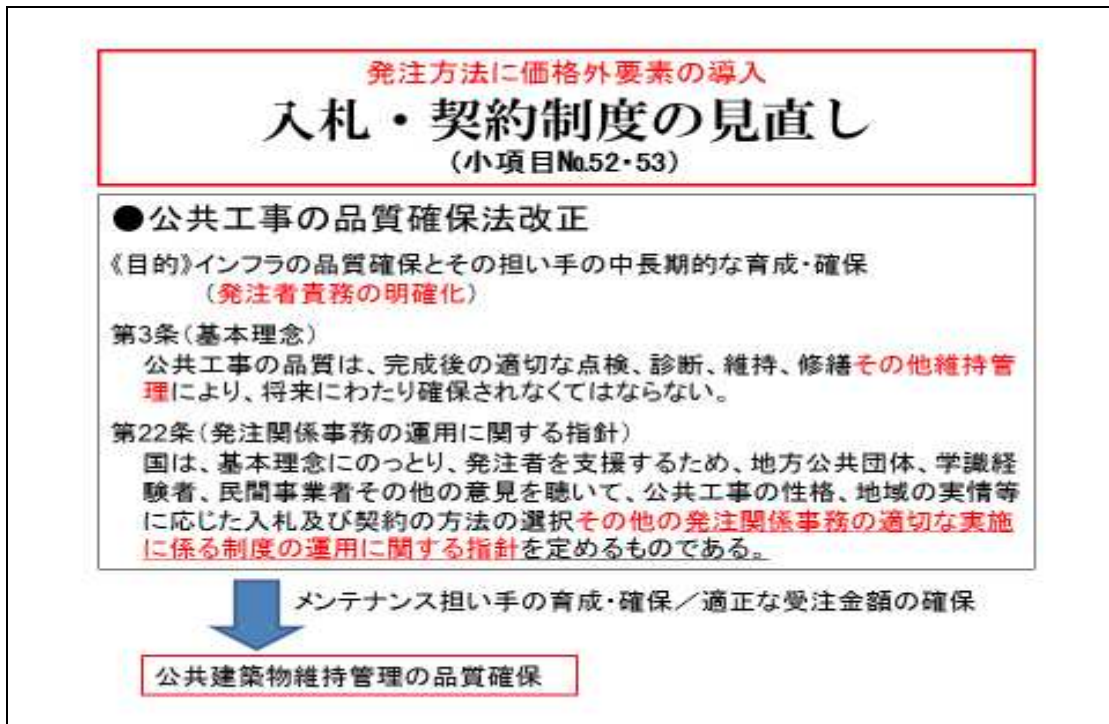 発注方法に価格外要素の導入
入札・契約制度の見直し
(小項目№52・53)
●公共工事の品質確保法改正
《目的》インフラの品質確保とその担い手の中長期的な育成・確保
(発注者責務の明確化)
第3条(基本理念)
公共工事の品質は、完成後の適切な点検、診断、維持、修繕その他維持管
理により、将来にわたり確保されなくてはならない。
第22条(発注関係事務の運用に関する指針)
国は、基本理念にのっとり、発注者を支援するため、地方公共団体、学識経
験者、民間事業者その他の意見を聴いて、公共工事の性格、地域の実情等
に応じた入札及び契約の方法の選択その他の発注関係事務の適切な実施
に係る制度の運用に関する指針を定めるものである。
メンテナンス担い手の育成・確保/適正な受注金額の確保
公共建築物維持管理の品質確保